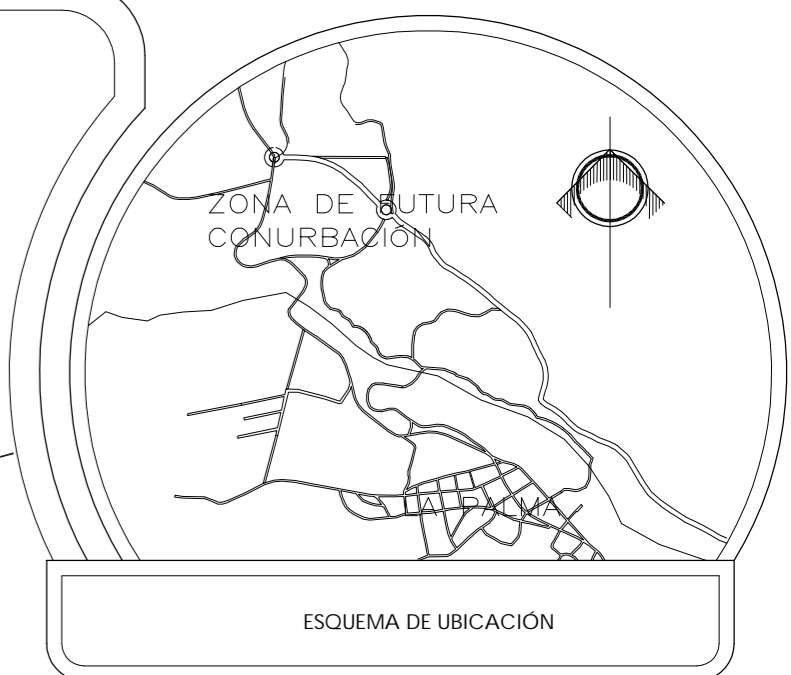 ZONA DE FUTURA
CONURBACIÓN
LA PALMA
ESQUEMA DE UBICACIÓN